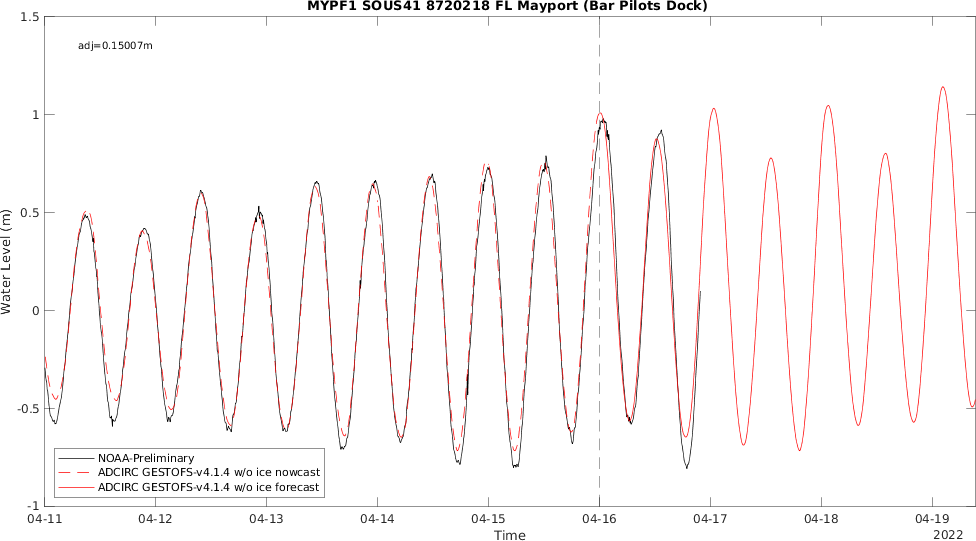 MYPF1 SOUS41 8720218 FL Mayport (Bar Pilots Dock)
1.5
adj=0.15007m
1
0.5
0
-0.5
-1
Water Level (m)
NOAA-Preliminary
ADCIRC GESTOFS-v4.1.4 w/o ice nowcast
ADCIRC GESTOFS-v4.1.4 w/o ice forecast
04-11 04-12 04-13 04-14 04-15 04-16 04-17 04-18 04-19
Time
2022